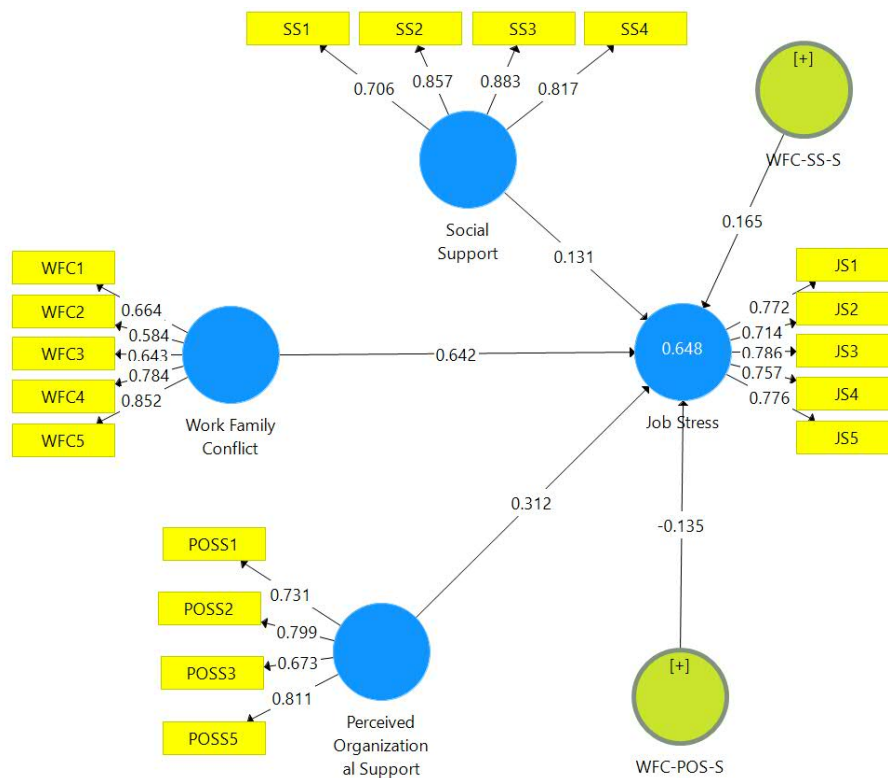 SS1 SS2 SS3 SS4
[+]
0.706 0.857 0.883 0.817
WFC-SS-S
Social
Support
0.165
0.131
WFC1
WFC2
WFC3
WFC4
WFC5
0.664
0.584
0.643
0.784
0.852
Work Family
Conflict
0.642
0.648
Job Stress
0.772
0.714
0.786
0.757
0.776
JS1
JS2
JS3
JS4
JS5
0.312
-0.135
POSS1
POSS2
POSS3
POSS5
0.731
0.799
0.673
0.811
Perceived
Organization
al Support
[+]
WFC-POS-S